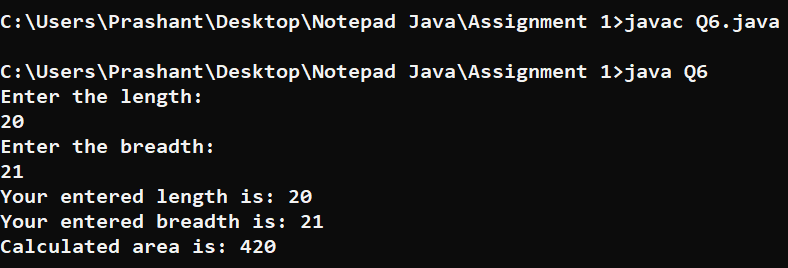 C:\Users\Prashant\Desktop\Notepad Java\Assignment 1>javac Q6.java
C:\Users\Prashant\Desktop\Notepad Java\Assignment 1>java Q6
Enter the length:
20
Enter the breadth:
21
Your entered length is: 20
Your entered breadth is: 21
Calculated area is: 420